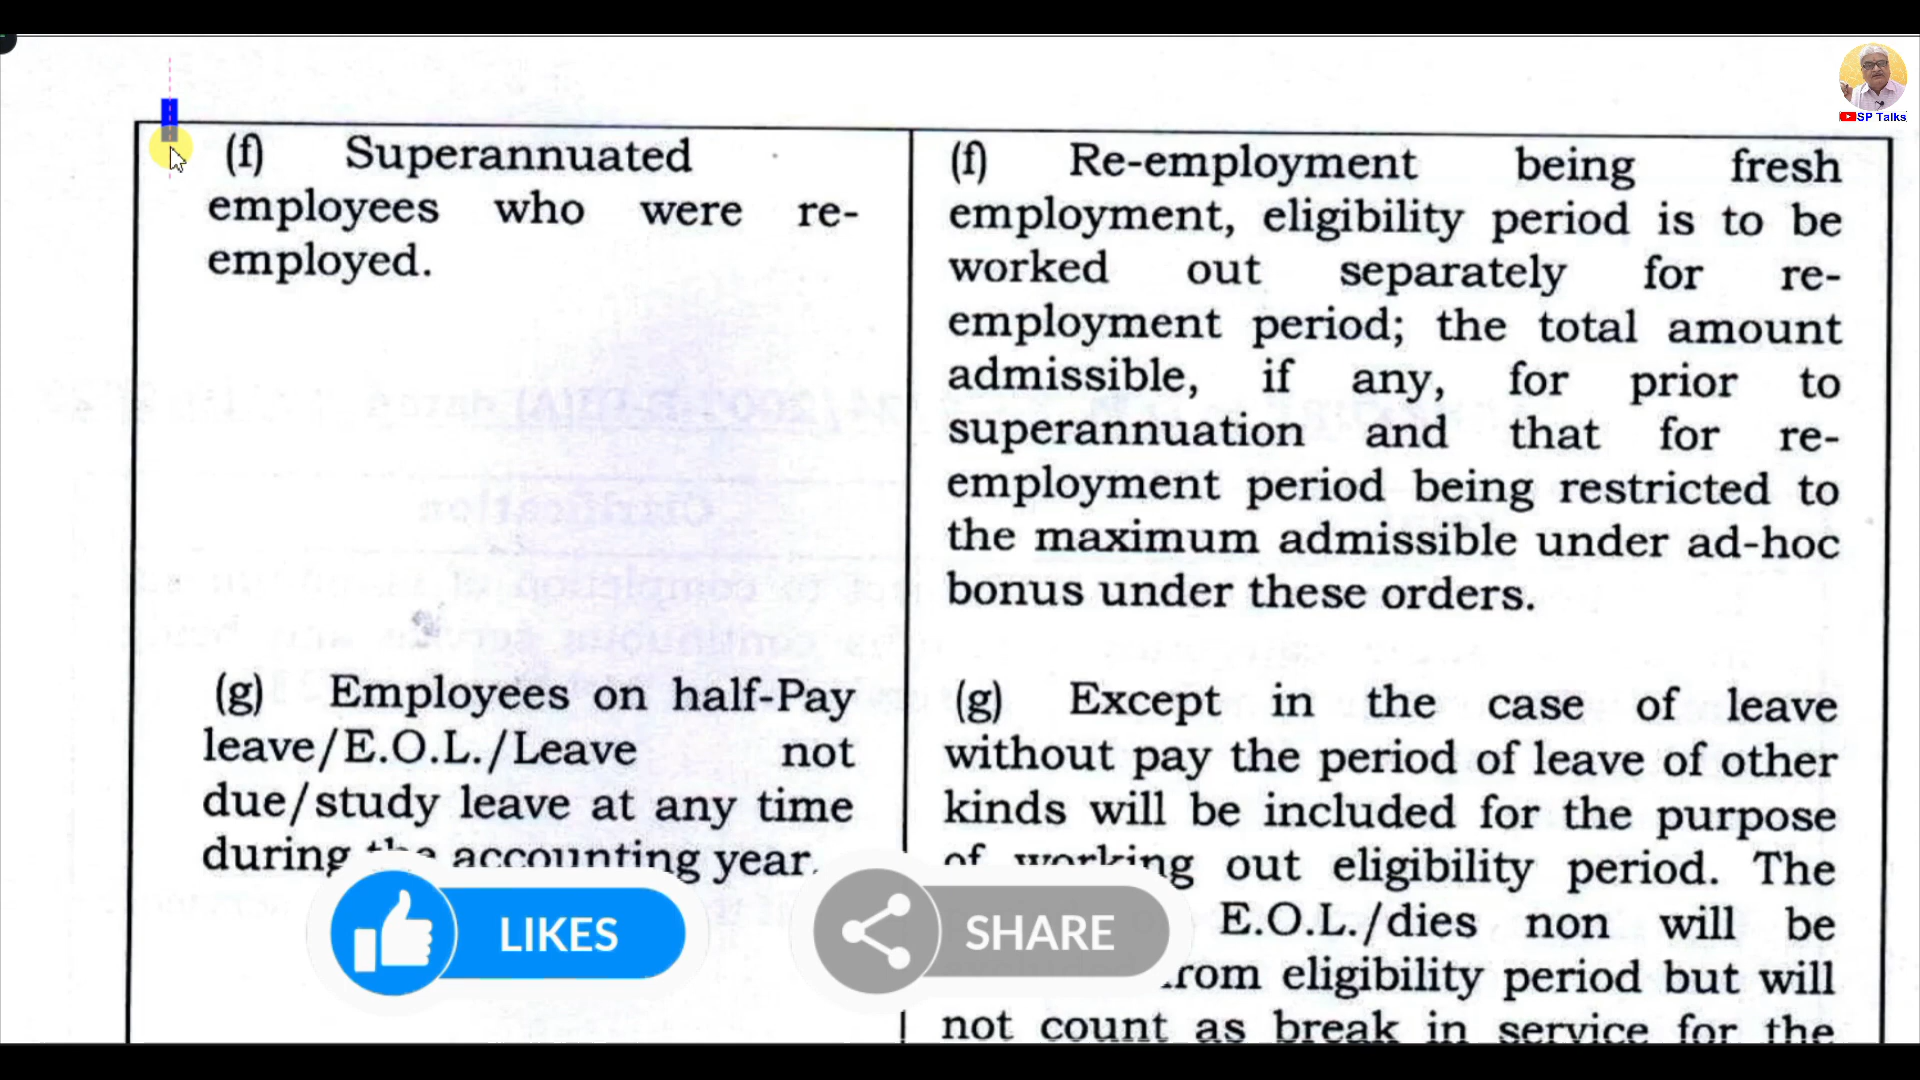 SP Talks
(f) Superannuated
employees who were re-
employed.
(f) Re-employment being fresh
employment, eligibility period is to be
worked out separately for re-
employment period; the total amount
admissible, if any, for prior to
superannuation and that for re-
employment period being restricted to
the maximum admissible under ad-hoc
bonus under these orders.
(g) Employees on half-Pay
leave/E.O.L./Leave not
due/study leave at any time
during the accounting year.
(g) Except in the case of leave
without pay the period of leave of other
kinds will be included for the purpose
of working out eligibility period. The
E.O.L./dies non will be
from eligibility period but will
not count as break in service for the
LIKES
SHARE